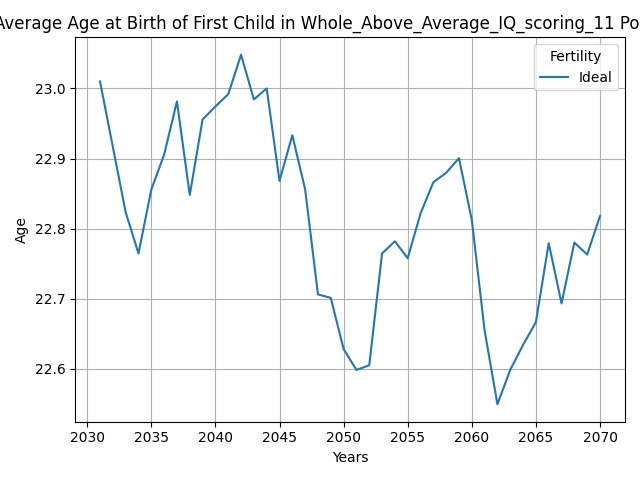 Average Age at Birth of First Child in Whole_Above_Average_IQ_scoring_11 Po
Fertility
Ideal
23.0
22.9
22.8
22.7
22.6
Age
2030 2035 2040 2045 2050 2055 2060 2065 2070
Years